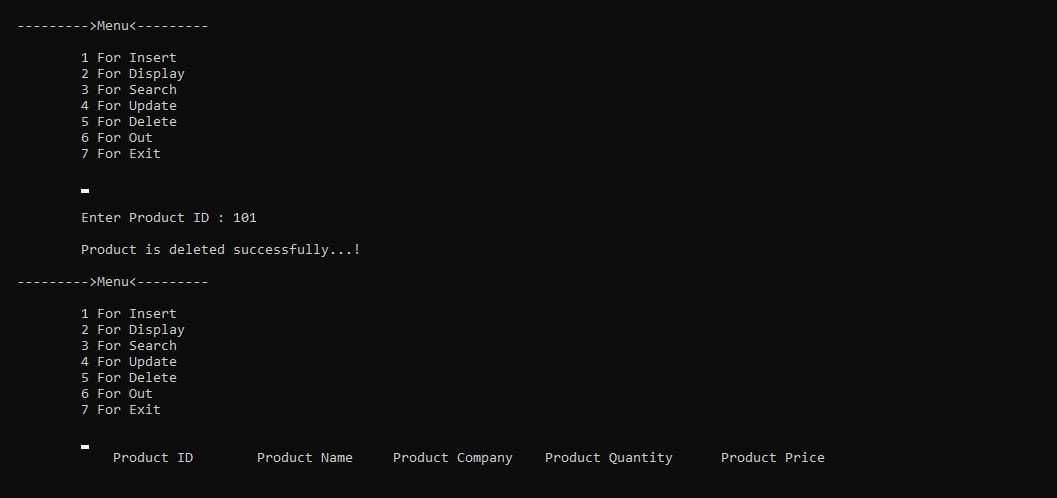 --------->Menu<---------
1 For Insert
2 For Display
3 For Search
4 For Update
5 For Delete
6 For Out
7 For Exit
Enter Product ID : 101
Product is deleted successfully...!
--------->Menu<---------
1 For Insert
2 For Display
3 For Search
4 For Update
5 For Delete
6 For Out
7 For Exit
Product ID Product Name Product Company Product Quantity Product Price